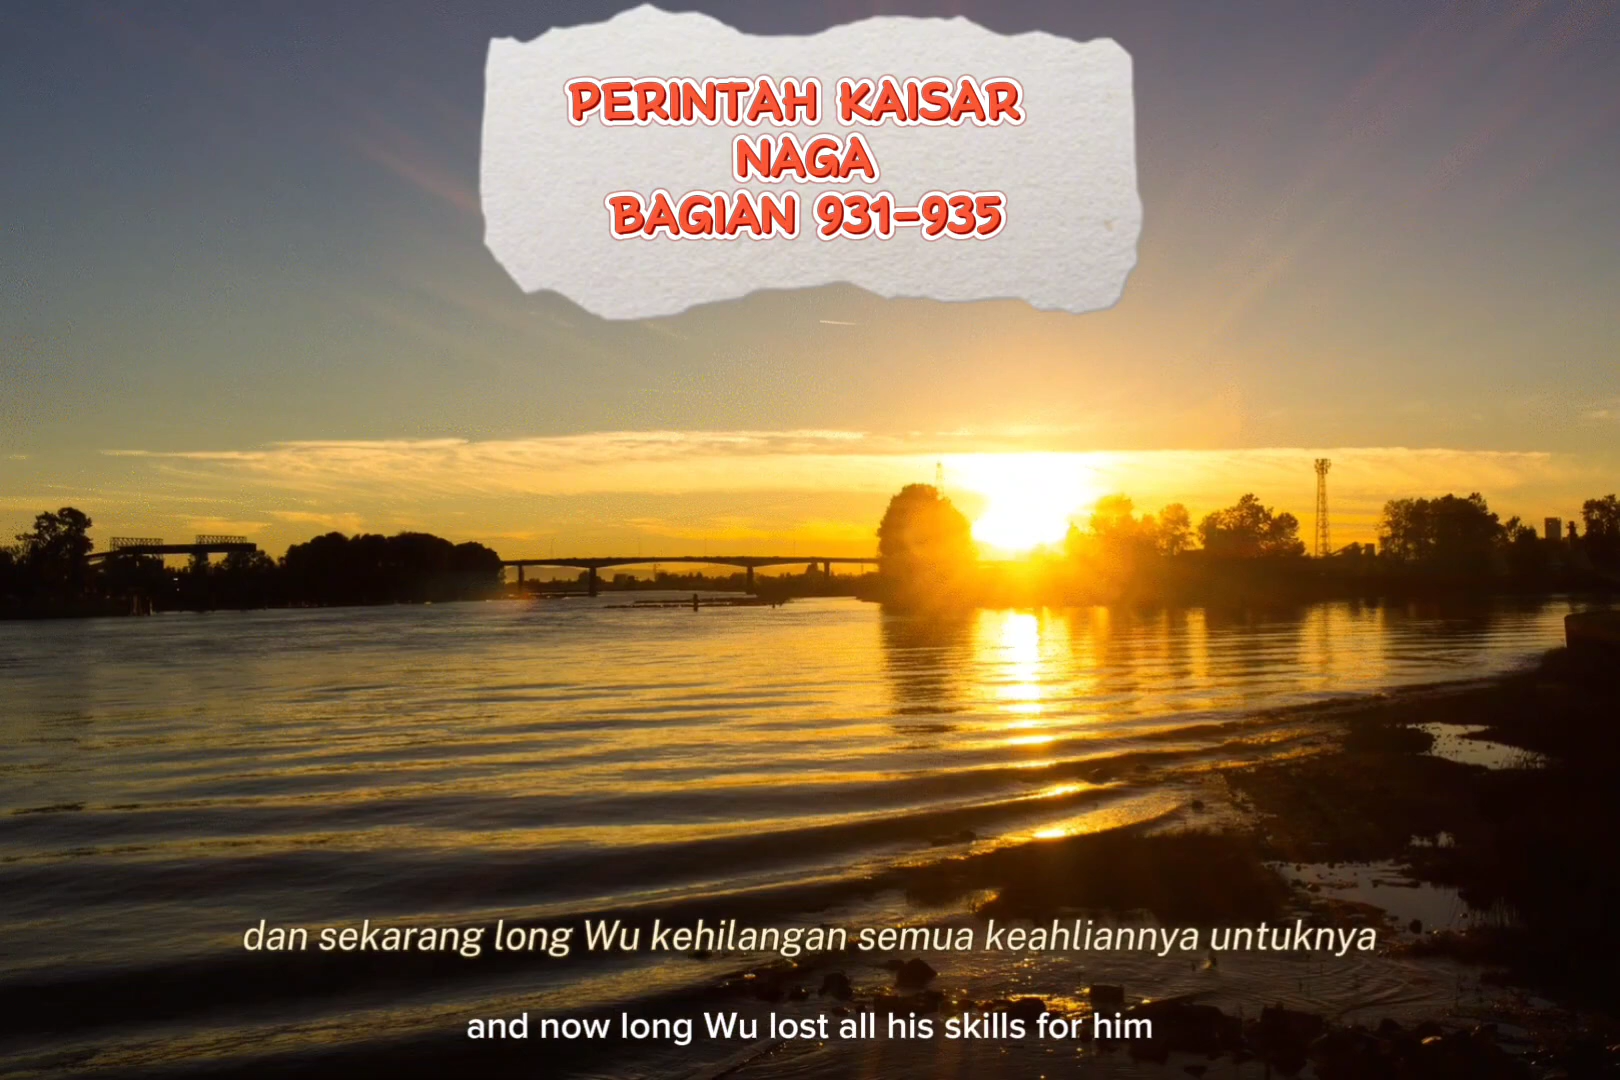 PERINTAH KAISAR
NAGA
BAGIAN 931-935
dan sekarang long Wu kehilangan semua keahliannya untuknya
and now long Wu lost all his skills for him